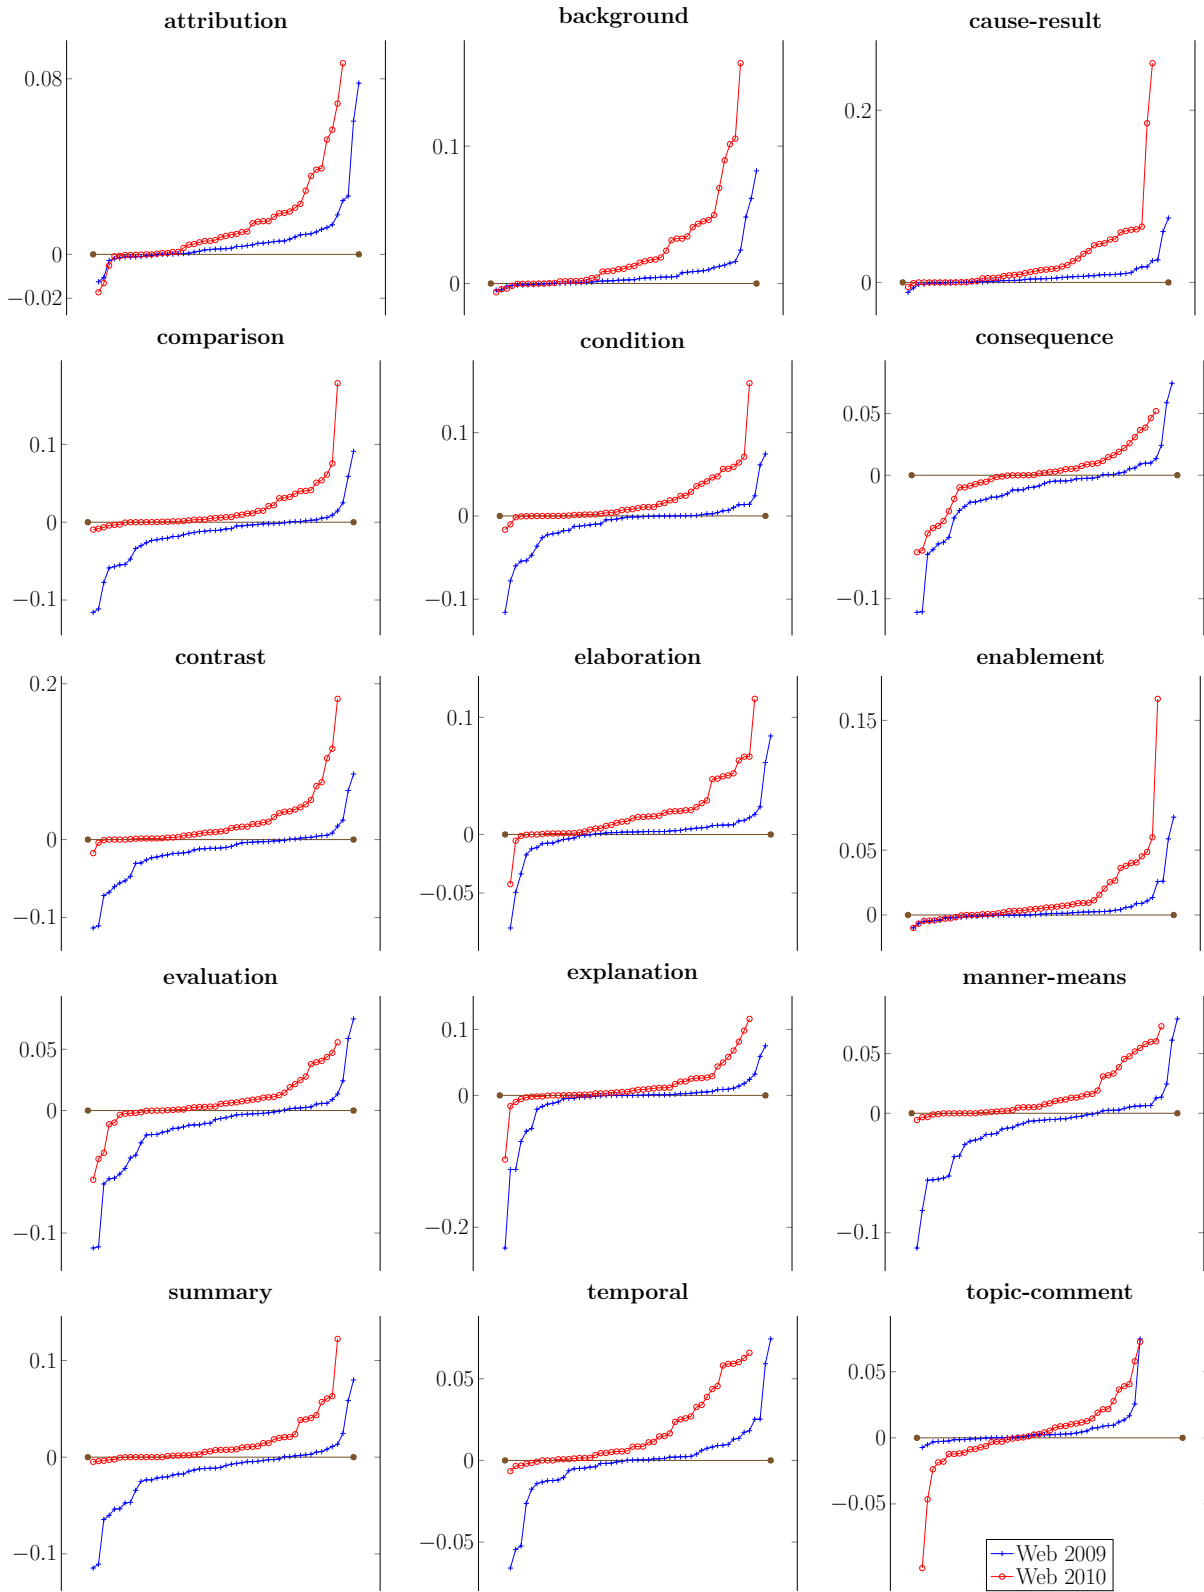 attribution
background
cause-result
0.08
0
−0.02
0.1
0
0.2
0
comparison
condition
consequence
0.1
0
−0.1
0.1
0
−0.1
0.05
0
−0.1
contrast
elaboration
enablement
0.2
0
−0.1
0.1
0
−0.05
0.15
0.05
0
evaluation
explanation
manner-means
0.05
0
−0.1
0.1
0
−0.2
0.05
0
−0.1
summary
temporal
topic-comment
0.1
0
−0.1
0.05
0
−0.05
0.05
0
−0.05
Web 2009
Web 2010